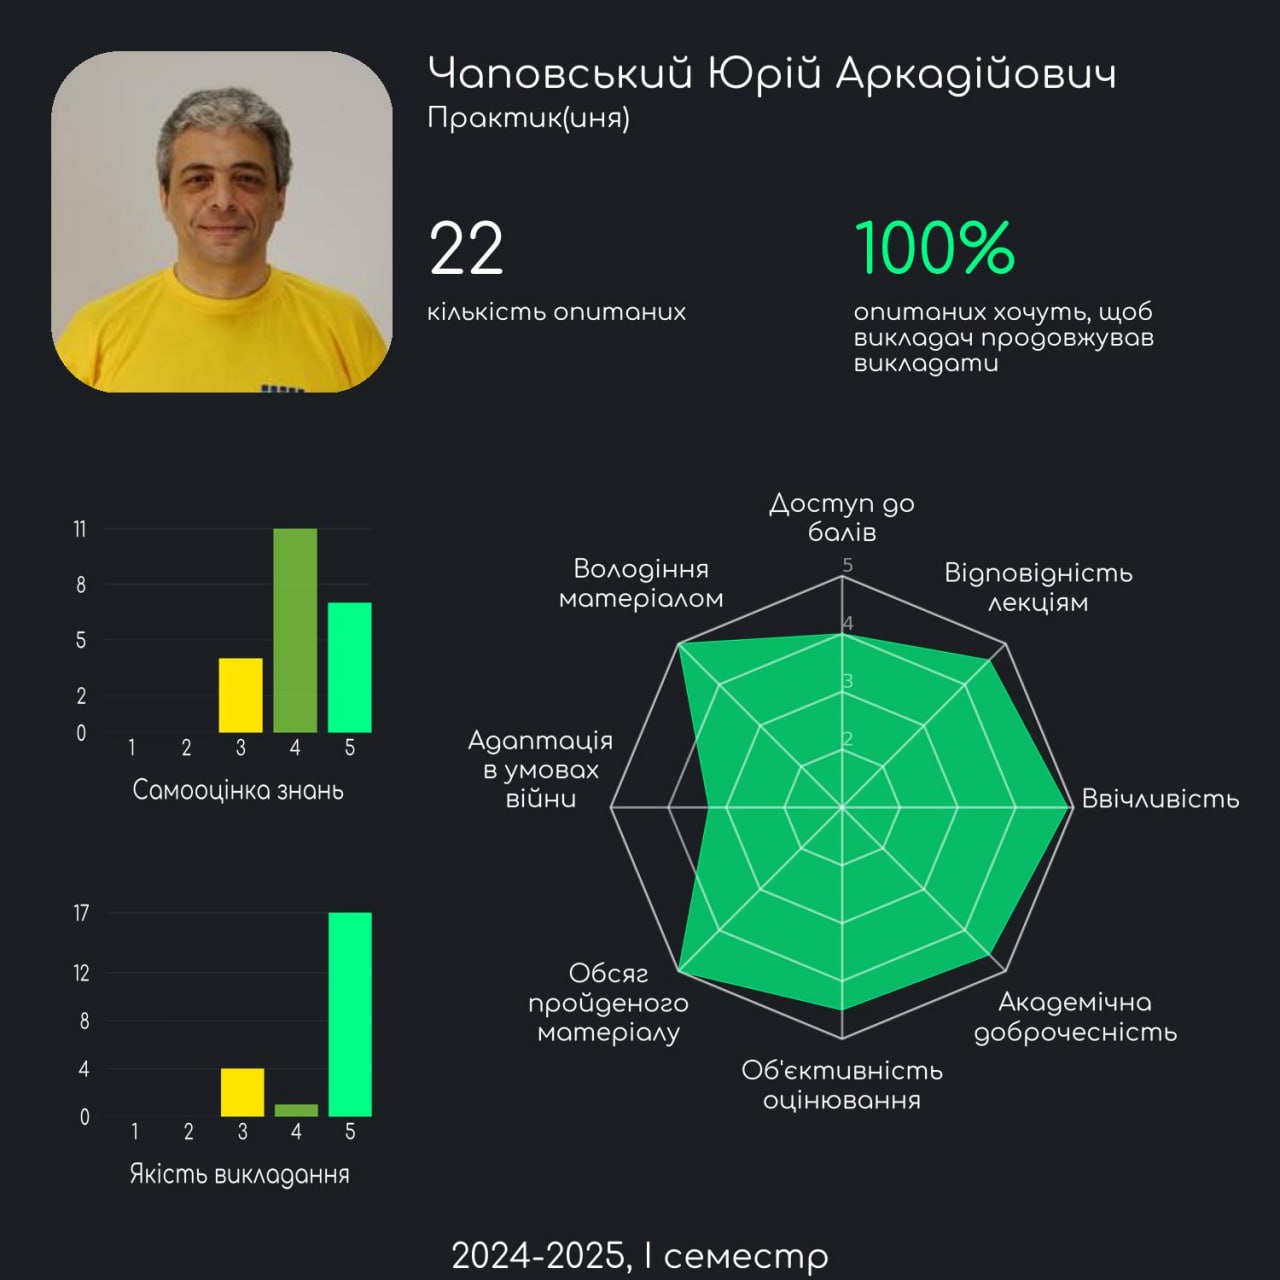 Чаповський Юрій Аркадійович
Практик(иня)
22
кількість опитаних
100%
опитаних хочуть, щоб
викладач продовжував
викладати
11
8
5
2
0
1 2 3 4 5
Самооцінка знань
17
12
8
4
0
1 2 3 4 5
Якість викладання
Доступ до
балів
Відповідність
лекціям
Ввічливість
Академічна
доброчесність
Об'єктивність
оцінювання
Обсяг
пройденого
матеріалу
Адаптація
в умовах
війни
Володіння
матеріалом
5
4
3
2
2024-2025, І семестр